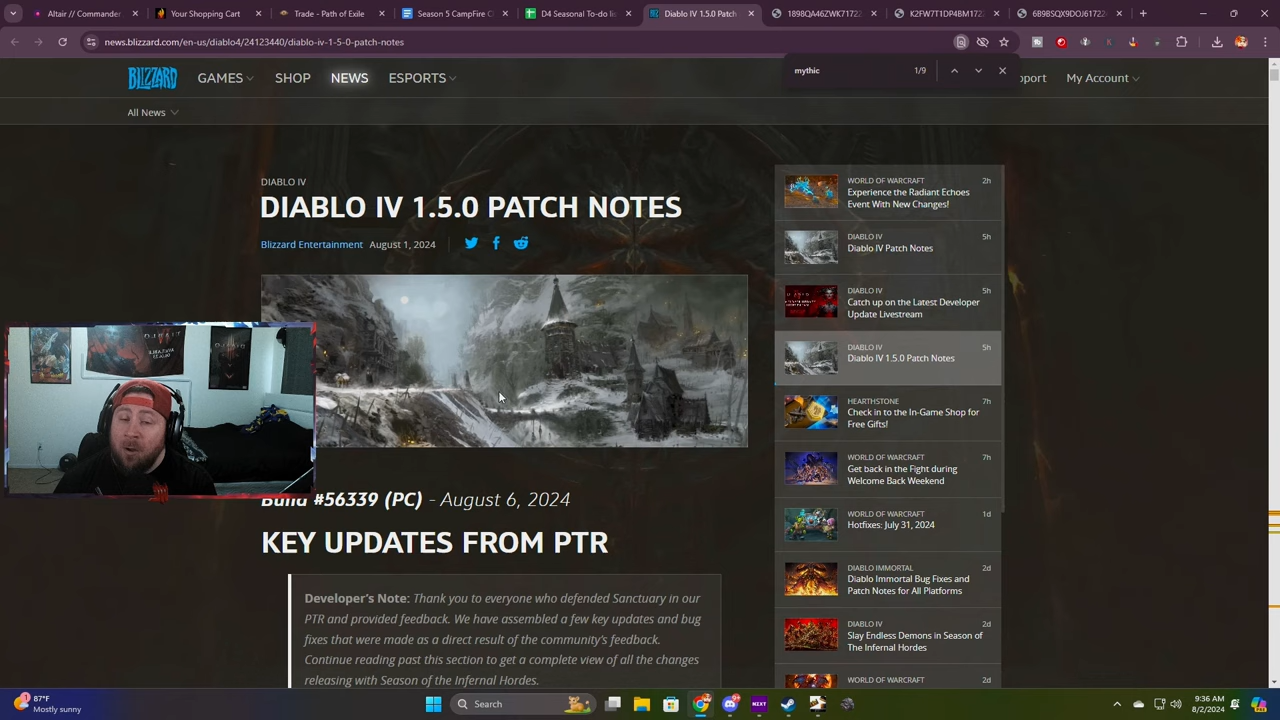 Altair // Commander
Your Shopping Cart
Trade - Path of Exile
Season 5 CampFire C
D4 Seasonal To-do lis
Diablo IV 1.5.0 Patch
1898QA46ZWK71722
K2FW7T1DP4BM1722
6B9BSQX9DOJ61722
news.blizzard.com/en-us/diablo4/24123440/diablo-iv-1-5-0-patch-notes
mythic 1/9
BLIZZARD GAMES SHOP NEWS ESPORTS pport My Account
All News
DIABLO IV
DIABLO IV 1.5.0 PATCH NOTES
Blizzard Entertainment August 1, 2024
Build #56339 (PC) - August 6, 2024
KEY UPDATES FROM PTR
Developer's Note: Thank you to everyone who defended Sanctuary in our
PTR and provided feedback. We have assembled a few key updates and bug
fixes that were made as a direct result of the community's feedback.
Continue reading past this section to get a complete view of all the changes
releasing with Season of the Infernal Hordes.
WORLD OF WARCRAFT 2h
Experience the Radiant Echoes
Event With New Changes!
DIABLO IV 5h
Diablo IV Patch Notes
DIABLO IV 5h
Catch up on the Latest Developer
Update Livestream
DIABLO IV 5h
Diablo IV 1.5.0 Patch Notes
HEARTHSTONE 7h
Check in to the In-Game Shop for
Free Gifts!
WORLD OF WARCRAFT 7h
Get back in the Fight during
Welcome Back Weekend
WORLD OF WARCRAFT 1d
Hotfixes: July 31, 2024
DIABLO IMMORTAL 2d
Diablo Immortal Bug Fixes and
Patch Notes for All Platforms
DIABLO IV 2d
Slay Endless Demons in Season of
The Infernal Hordes
WORLD OF WARCRAFT 2d
87°F
Mostly sunny
Search
NEXT
9:36 AM
8/2/2024